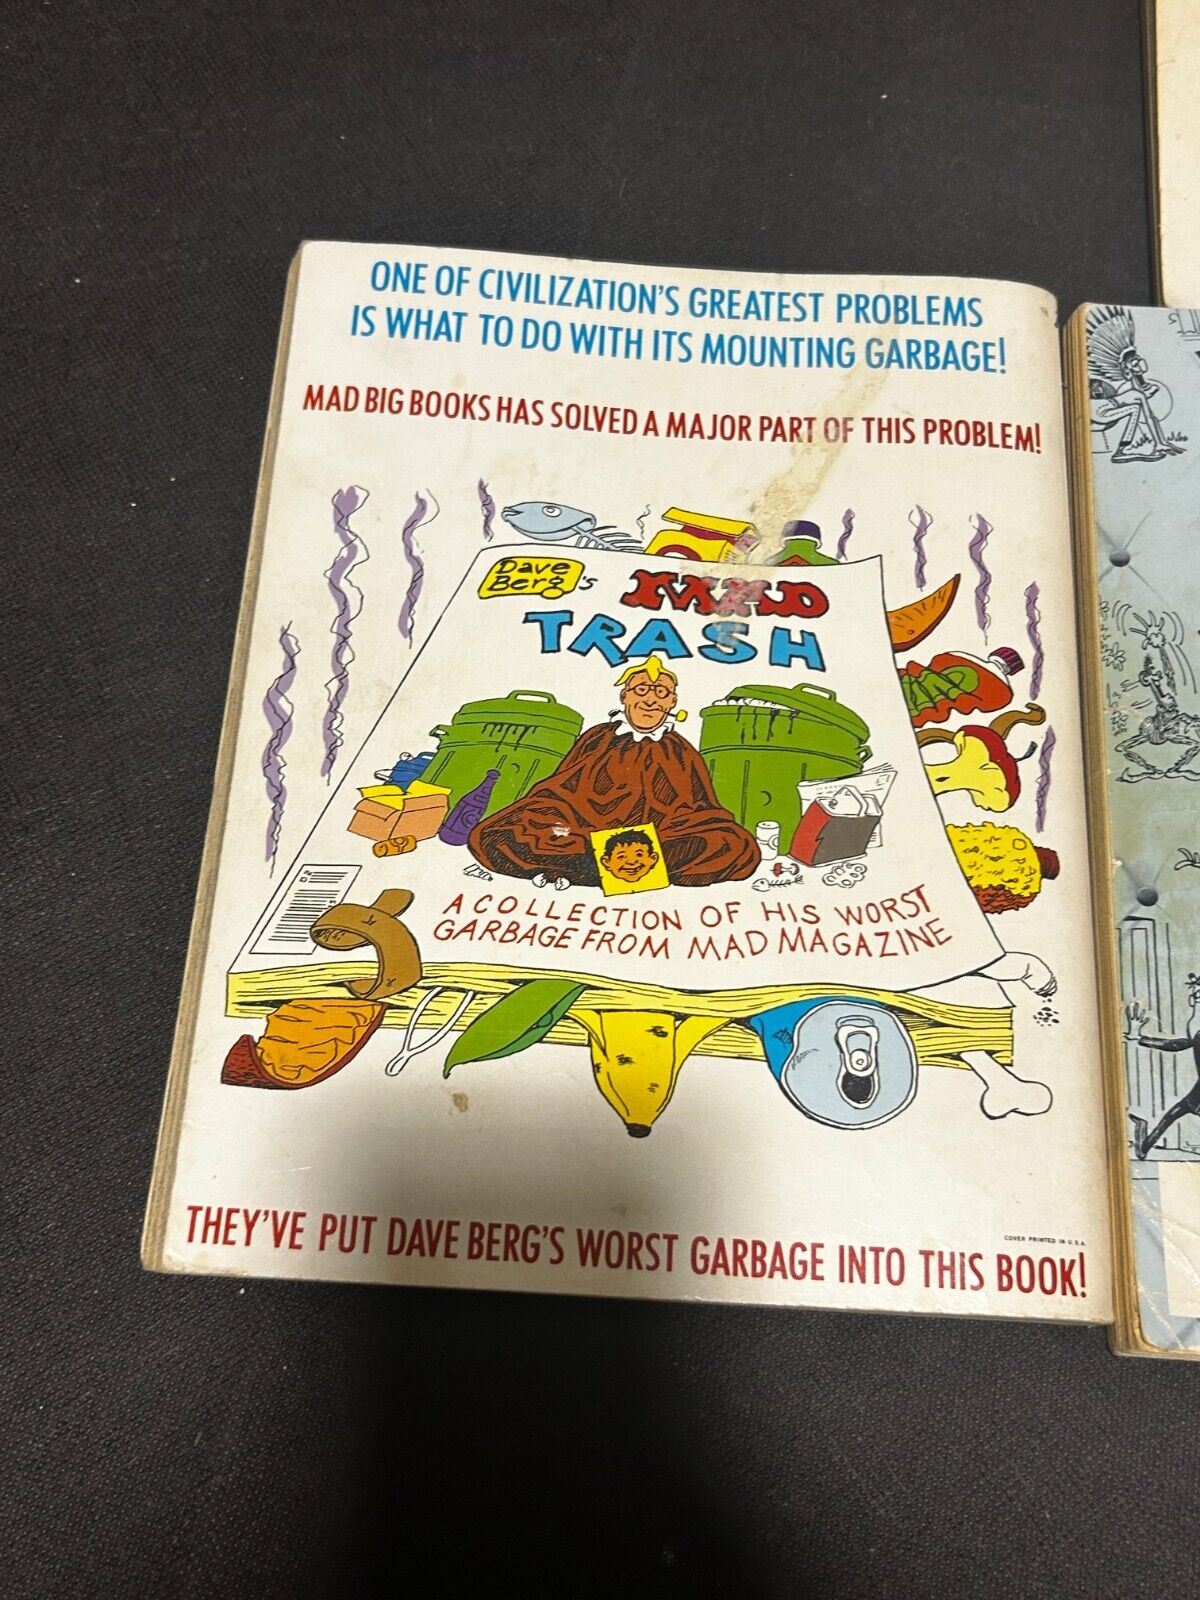 ONE OF CIVILIZATION'S GREATEST PROBLEMS
IS WHAT TO DO WITH ITS MOUNTING GARBAGE!
MAD BIG BOOKS HAS SOLVED A MAJOR PART OF THIS PROBLEM!
Dave
Berg's
MAD
TRASH
A COLLECTION OF HIS WORST
GARBAGE FROM MAD MAGAZINE
COVER PRINTED IN U.S.A.
THEY'VE PUT DAVE BERG'S WORST GARBAGE INTO THIS BOOK!